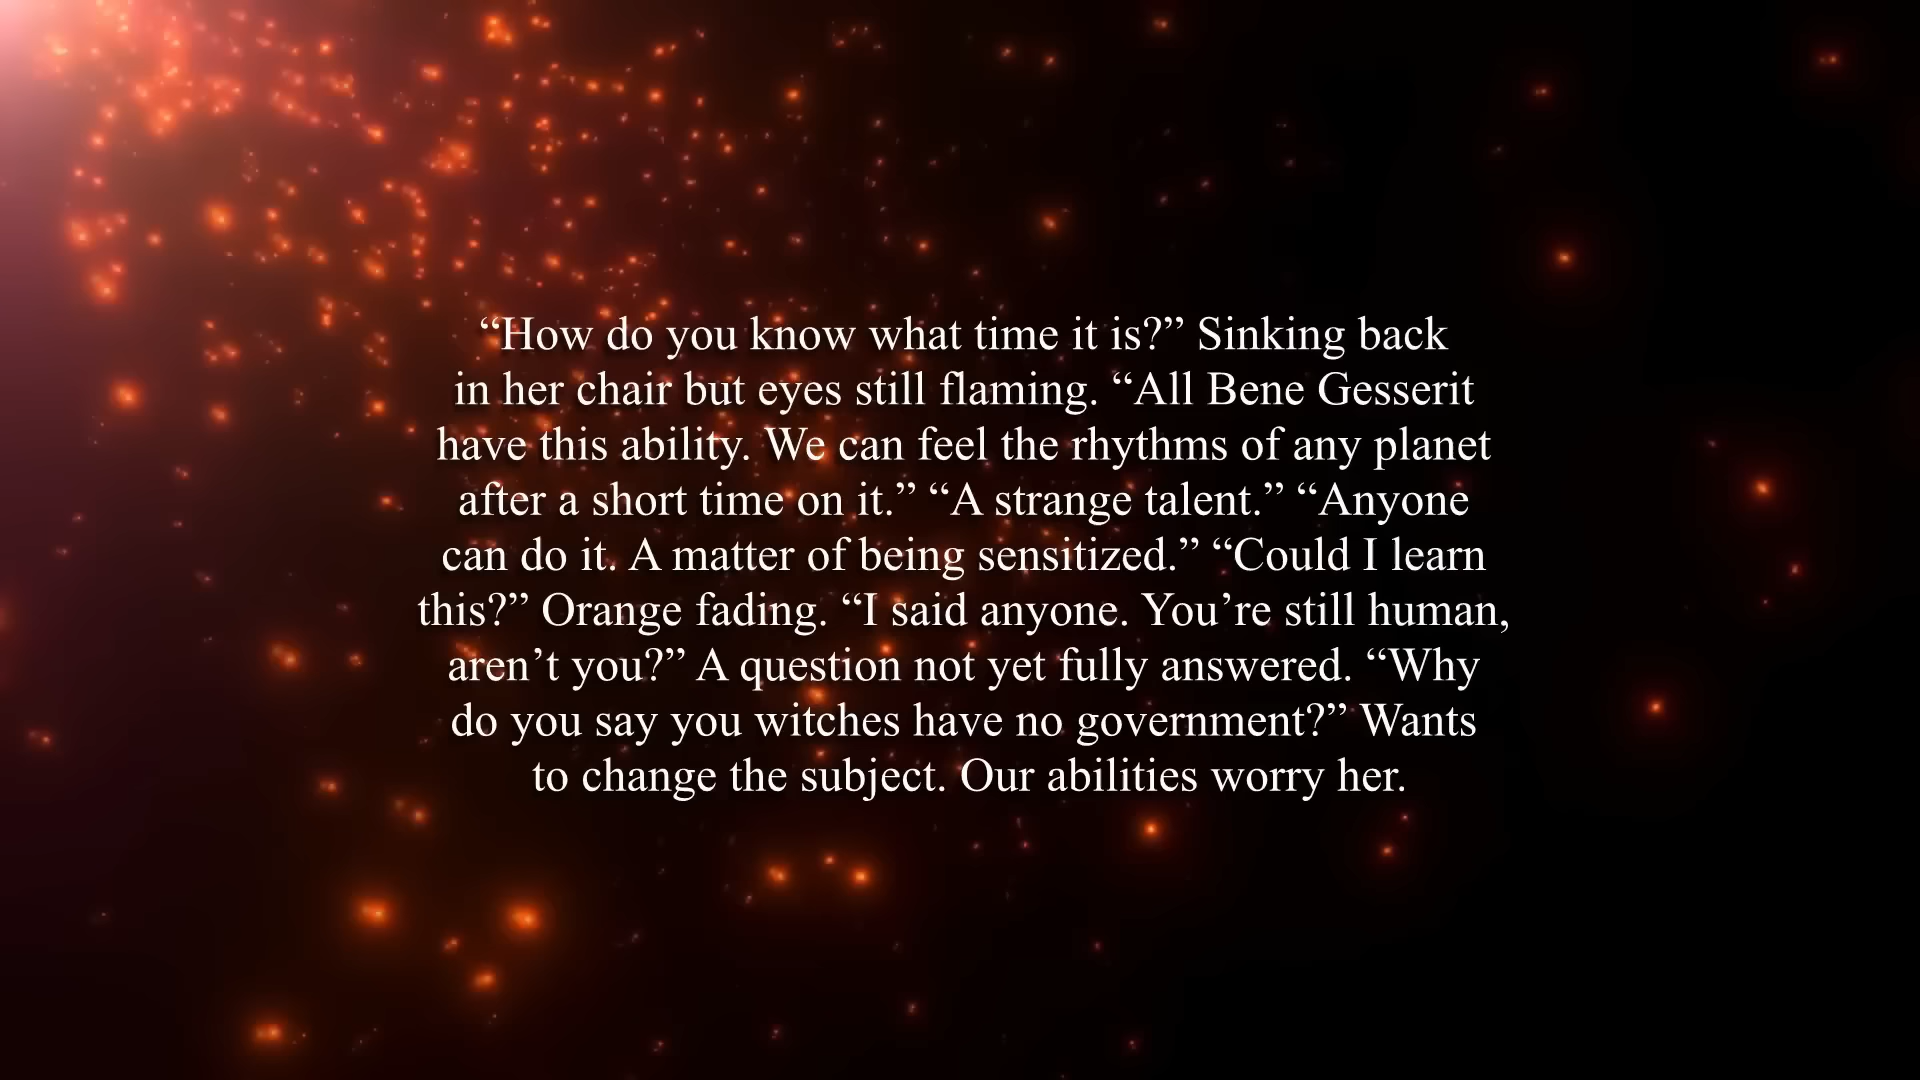 “How do you know what time it is?” Sinking back
in her chair but eyes still flaming. “All Bene Gesserit
have this ability. We can feel the rhythms of any planet
after a short time on it.” “A strange talent.” “Anyone
can do it. A matter of being sensitized.” “Could I learn
this?” Orange fading. “I said anyone. You’re still human,
aren’t you?” A question not yet fully answered. “Why
do you say you witches have no government?” Wants
to change the subject. Our abilities worry her.